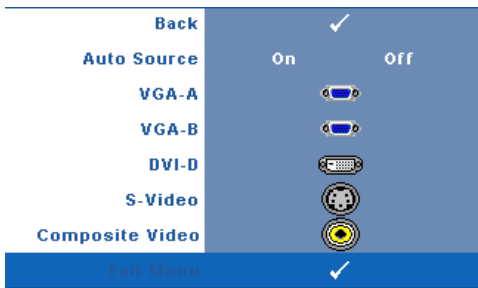 Back
Auto Source On Off
VGA-A
VGA-B
DVI-D
S-Video
Composite Video
Exit Menu